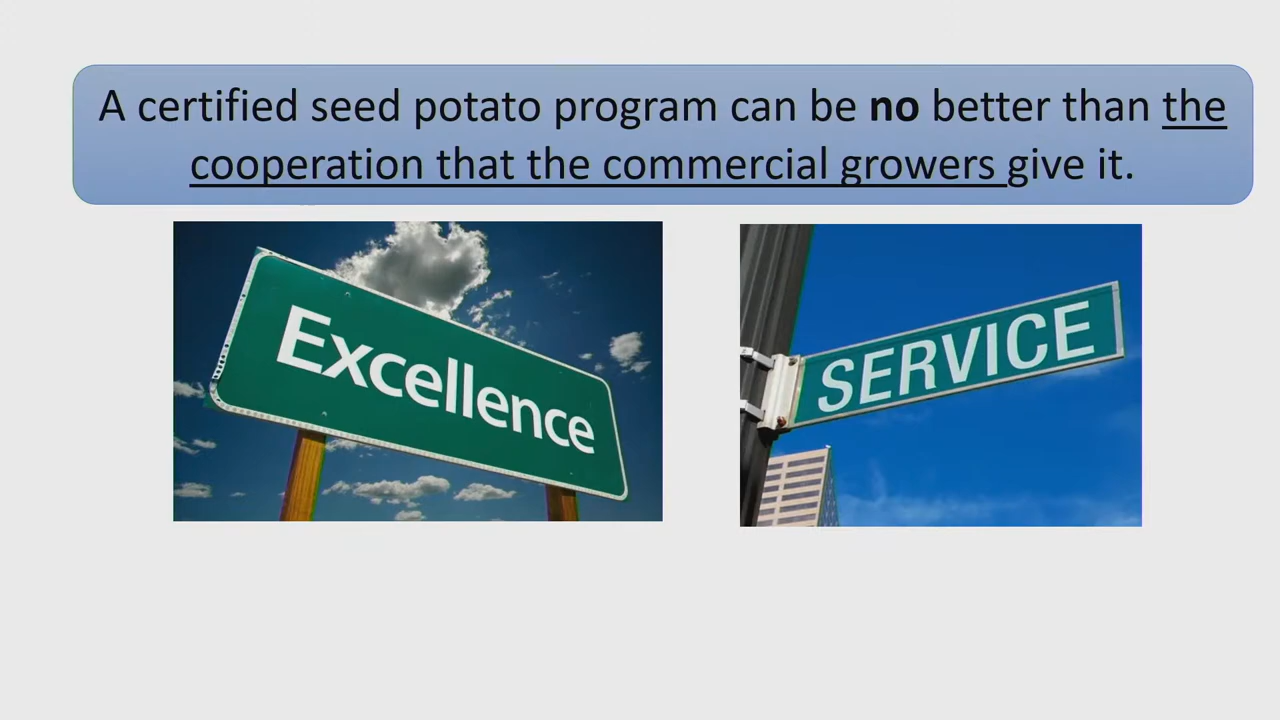 A certified seed potato program can be no better than the
cooperation that the commercial growers give it.
Excellence
SERVICE